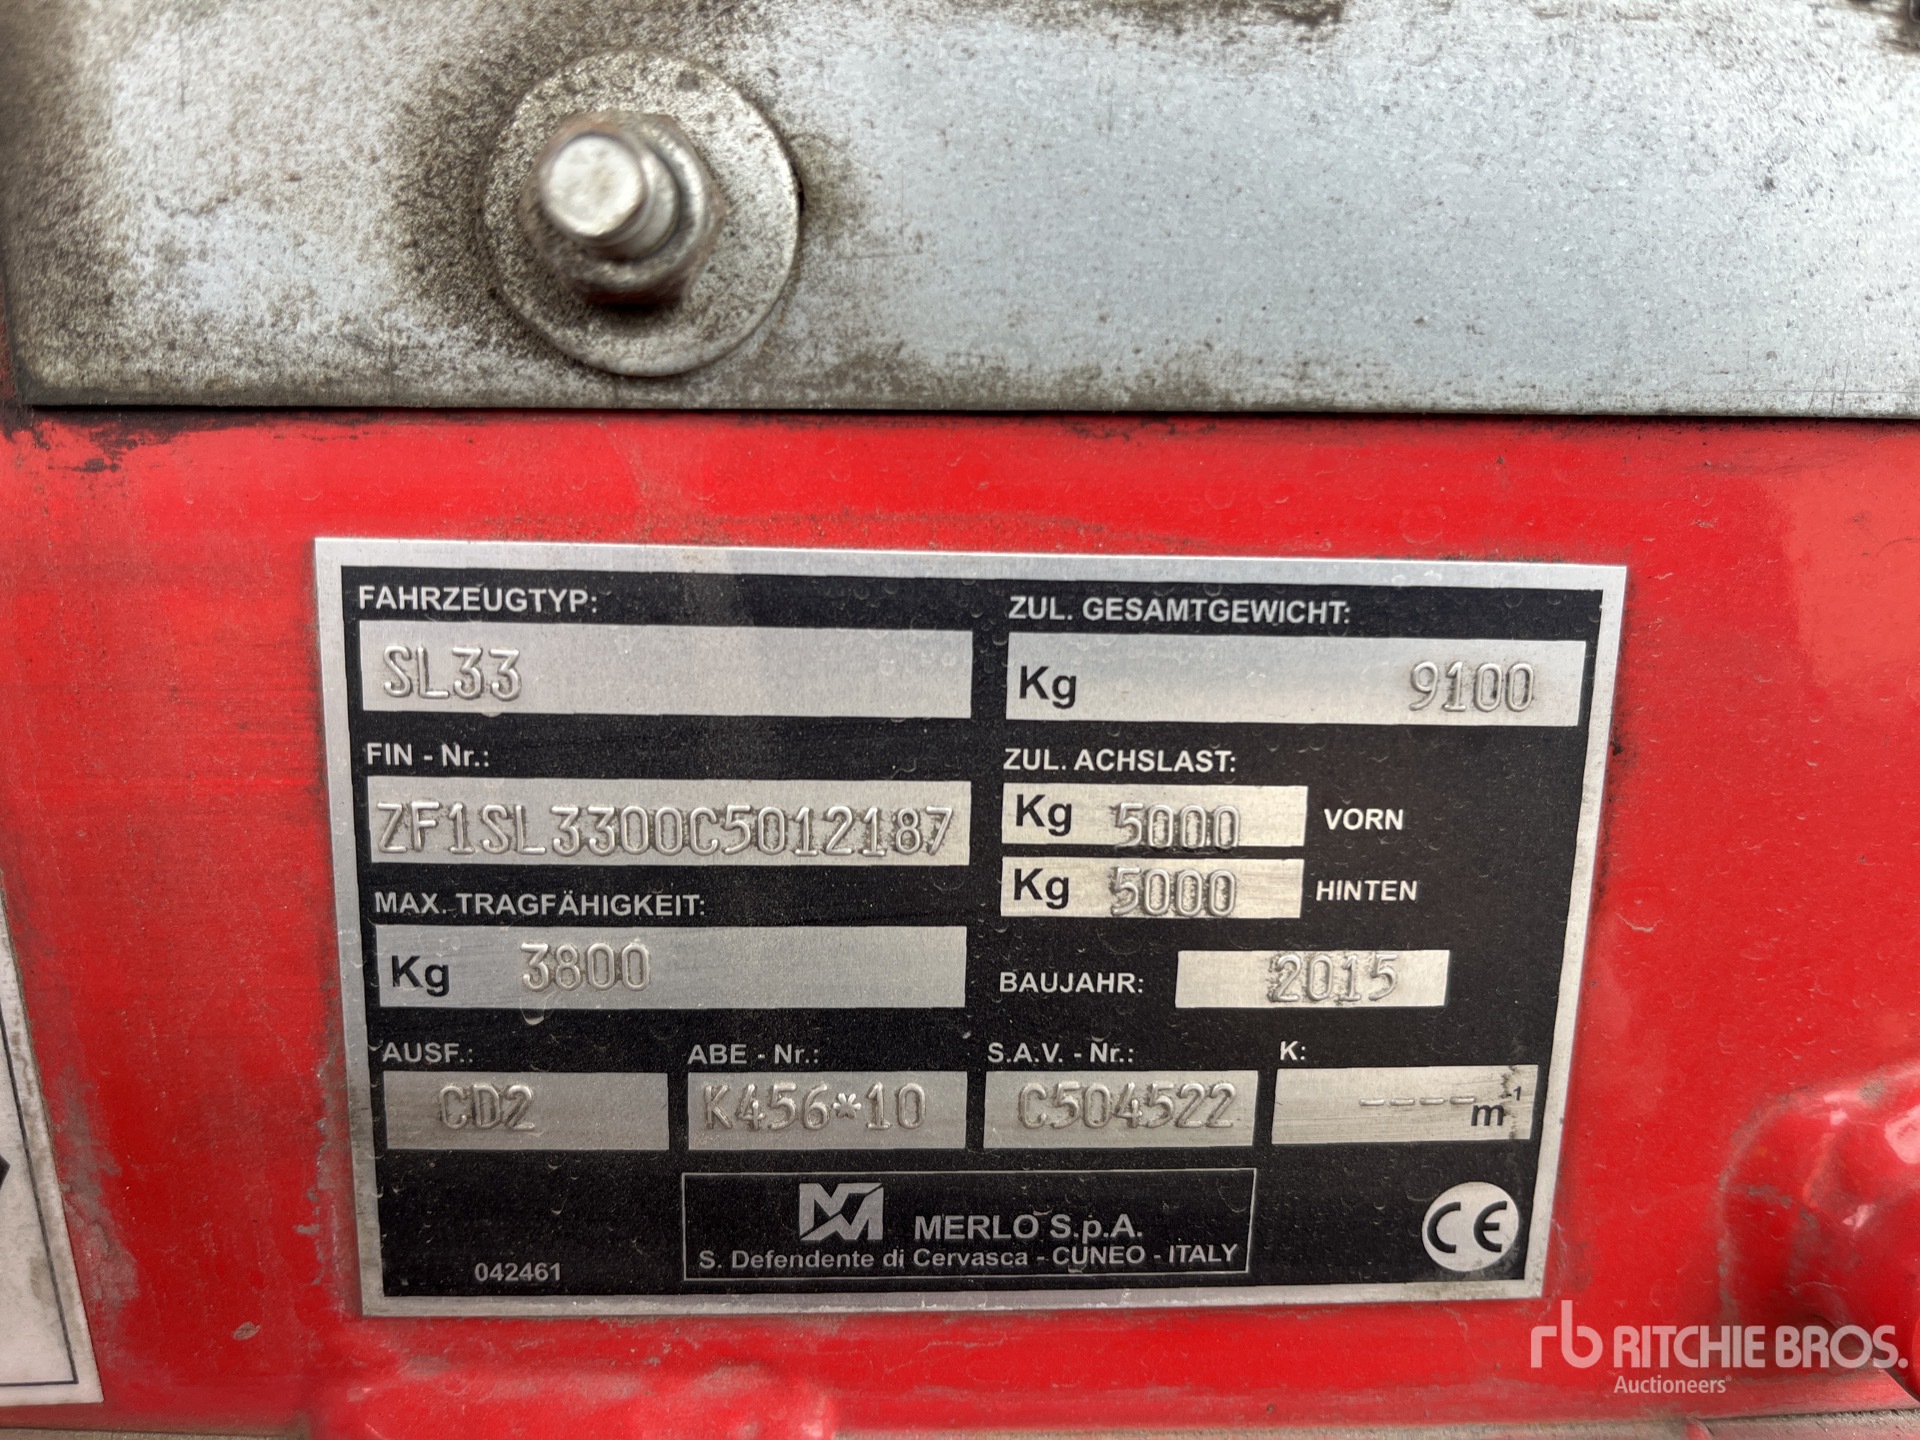 FAHRZEUGTYP:
SL33
FIN - Nr.:
ZF1SL3300C5012187
MAX. TRAGFÄHIGKEIT:
Kg 3800
ZUL. GESAMTGEWICHT:
Kg 9100
ZUL. ACHSLAST:
Kg 5000 VORN
Kg 5000 HINTEN
BAUJAHR: 2015
AUSF.: ABE - Nr.: S.A.V. - Nr.: K:
CD2 K456*10 C504522 ---- m-1
MERLO S.p.A.
S. Defendente di Cervasca - CUNEO - ITALY
042461
CE
rb RITCHIE BROS.
Auctioneers